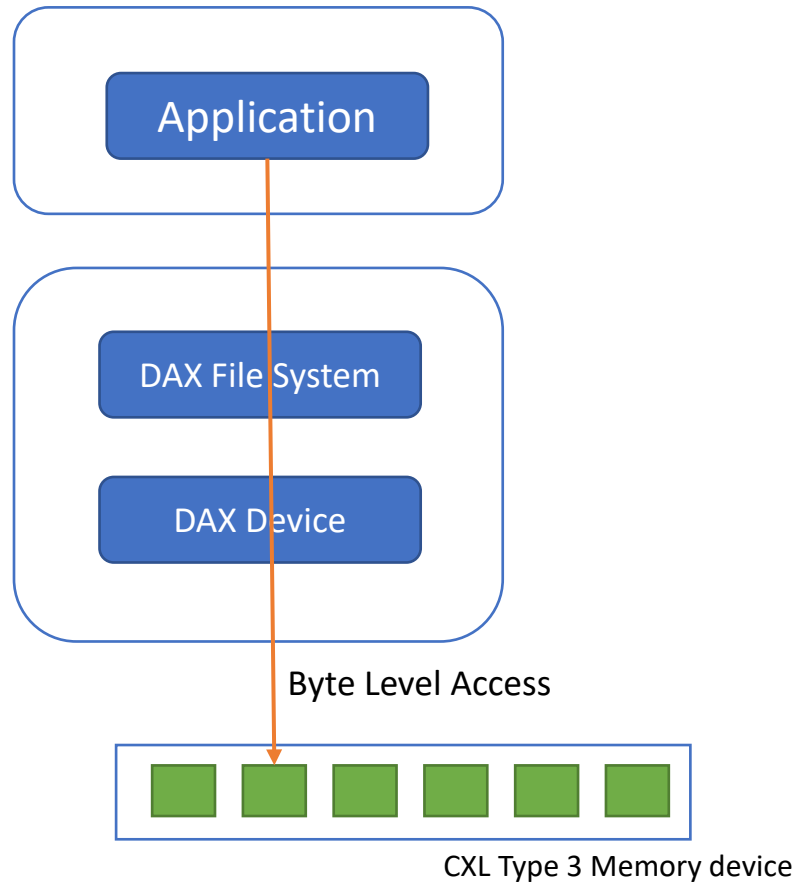 Application
DAX File System
DAX Device
Byte Level Access
CXL Type 3 Memory device